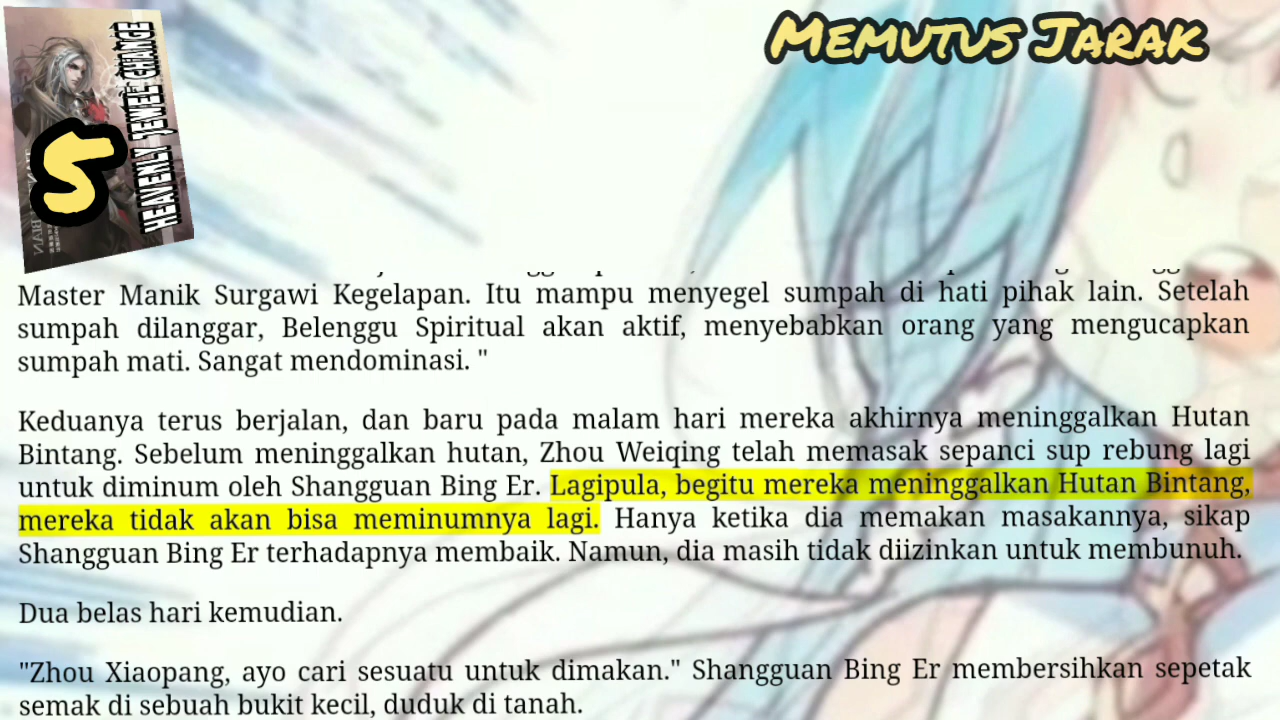 MEMUTUS JARAK
HEAVENLY JEWEL CHANGE
5
Master Manik Surgawi Kegelapan. Itu mampu menyegel sumpah di hati pihak lain. Setelah
sumpah dilanggar, Belenggu Spiritual akan aktif, menyebabkan orang yang mengucapkan
sumpah mati. Sangat mendominasi. "
Keduanya terus berjalan, dan baru pada malam hari mereka akhirnya meninggalkan Hutan
Bintang. Sebelum meninggalkan hutan, Zhou Weiqing telah memasak sepanci sup rebung lagi
untuk diminum oleh Shangguan Bing Er. Lagipula, begitu mereka meninggalkan Hutan Bintang,
mereka tidak akan bisa meminumnya lagi. Hanya ketika dia memakan masakannya, sikap
Shangguan Bing Er terhadapnya membaik. Namun, dia masih tidak diizinkan untuk membunuh.
Dua belas hari kemudian.
"Zhou Xiaopang, ayo cari sesuatu untuk dimakan." Shangguan Bing Er membersihkan sepetak
semak di sebuah bukit kecil, duduk di tanah.